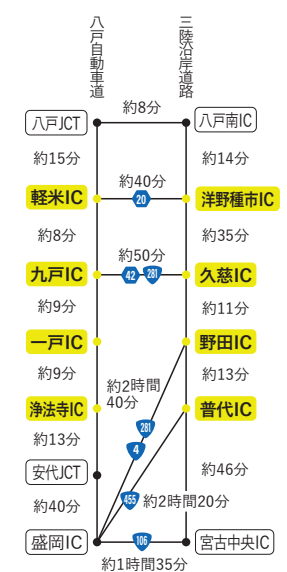 八戸自動車道
三陸沿岸道路
約8分
八戸JCT
八戸南IC
約15分
約14分
約40分
軽米IC
20
洋野種市IC
約8分
約35分
約50分
九戸IC
42
281
久慈IC
約9分
約11分
一戸IC
野田IC
約9分
約2時間
40分
約13分
浄法寺IC
普代IC
281
約13分
4
安代JCT
約46分
455
約2時間20分
約40分
盛岡IC
106
宮古中央IC
約1時間35分